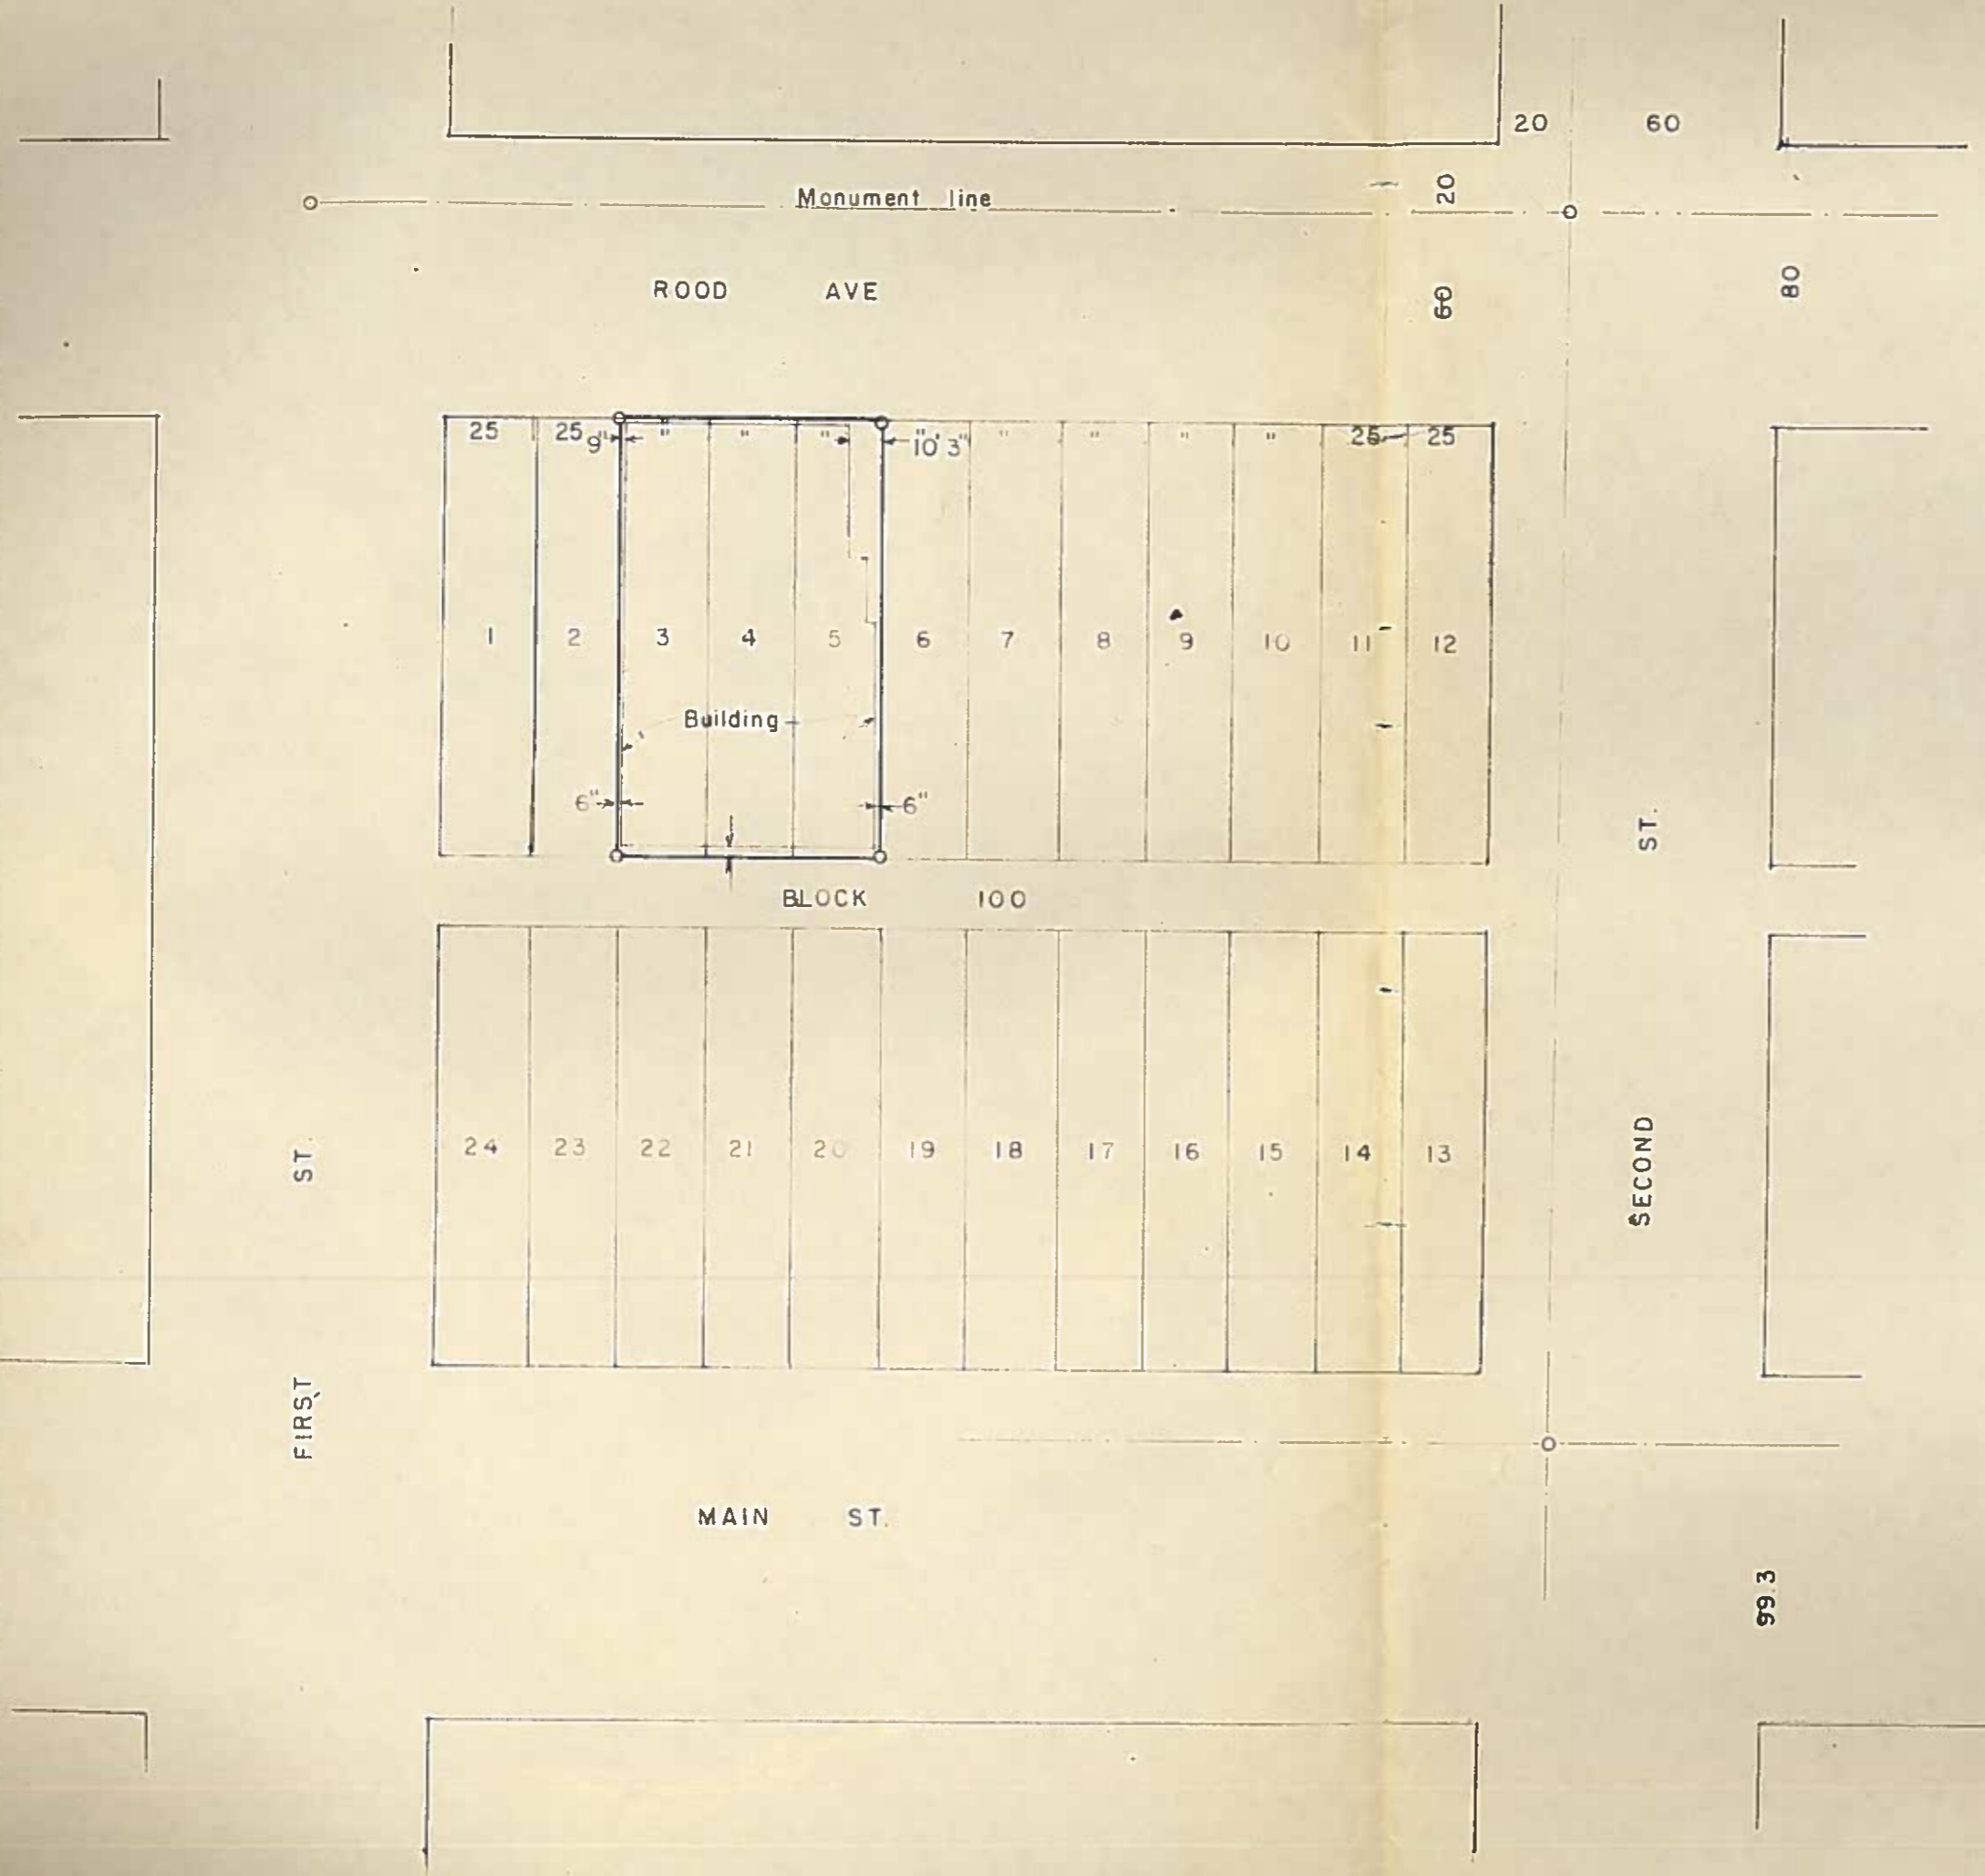 20 60
Monument line 20
ROOD AVE 60 80
25 25 9" " " " 10' 3" " " " " 25 25
1 2 3 4 5 6 7 8 9 10 11 12
Building
6" 6"
ST.
BLOCK 100
24 23 22 21 20 19 18 17 16 15 14 13
ST.
SECOND
FIRST
MAIN ST.
99.3